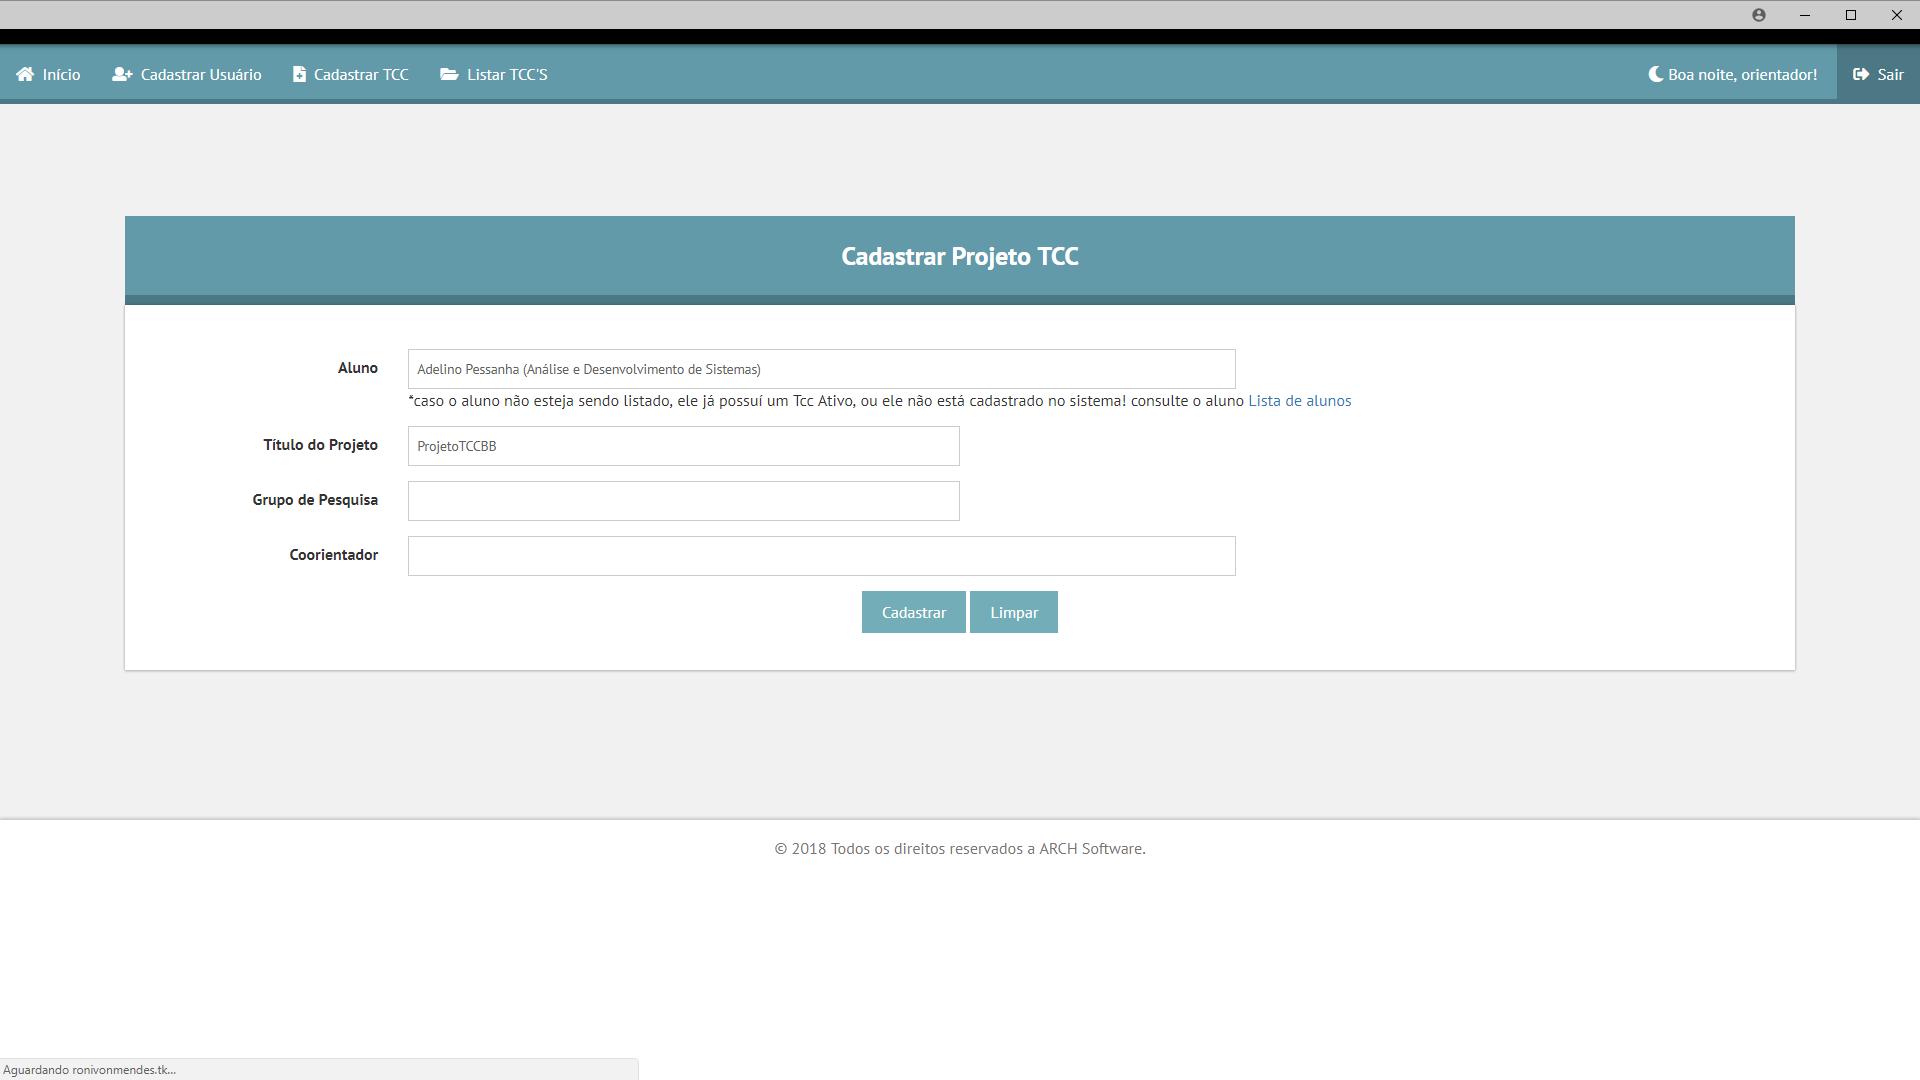 Início Cadastrar Usuário Cadastrar TCC Listar TCC'S Boa noite, orientador! Sair
Cadastrar Projeto TCC
Aluno Adelino Pessanha (Análise e Desenvolvimento de Sistemas)
*caso o aluno não esteja sendo listado, ele já possuí um Tcc Ativo, ou ele não está cadastrado no sistema! consulte o aluno Lista de alunos
Título do Projeto ProjetoTCCBB
Grupo de Pesquisa
Coorientador
Cadastrar Limpar
© 2018 Todos os direitos reservados a ARCH Software.
Aguardando ronivonmendes.tk...